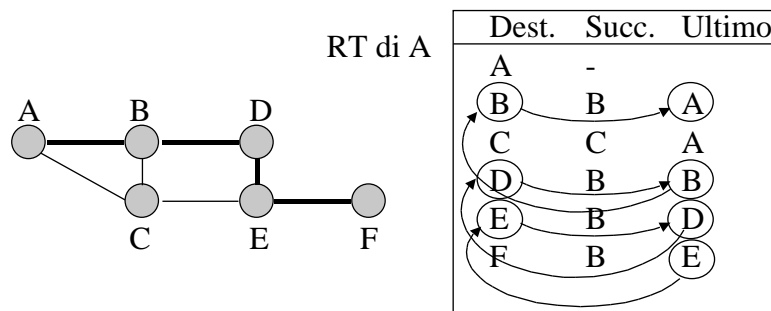 RT di A
Dest. Succ. Ultimo
A -
B B A
C C A
D B B
E B D
F B E
A B D
C E F